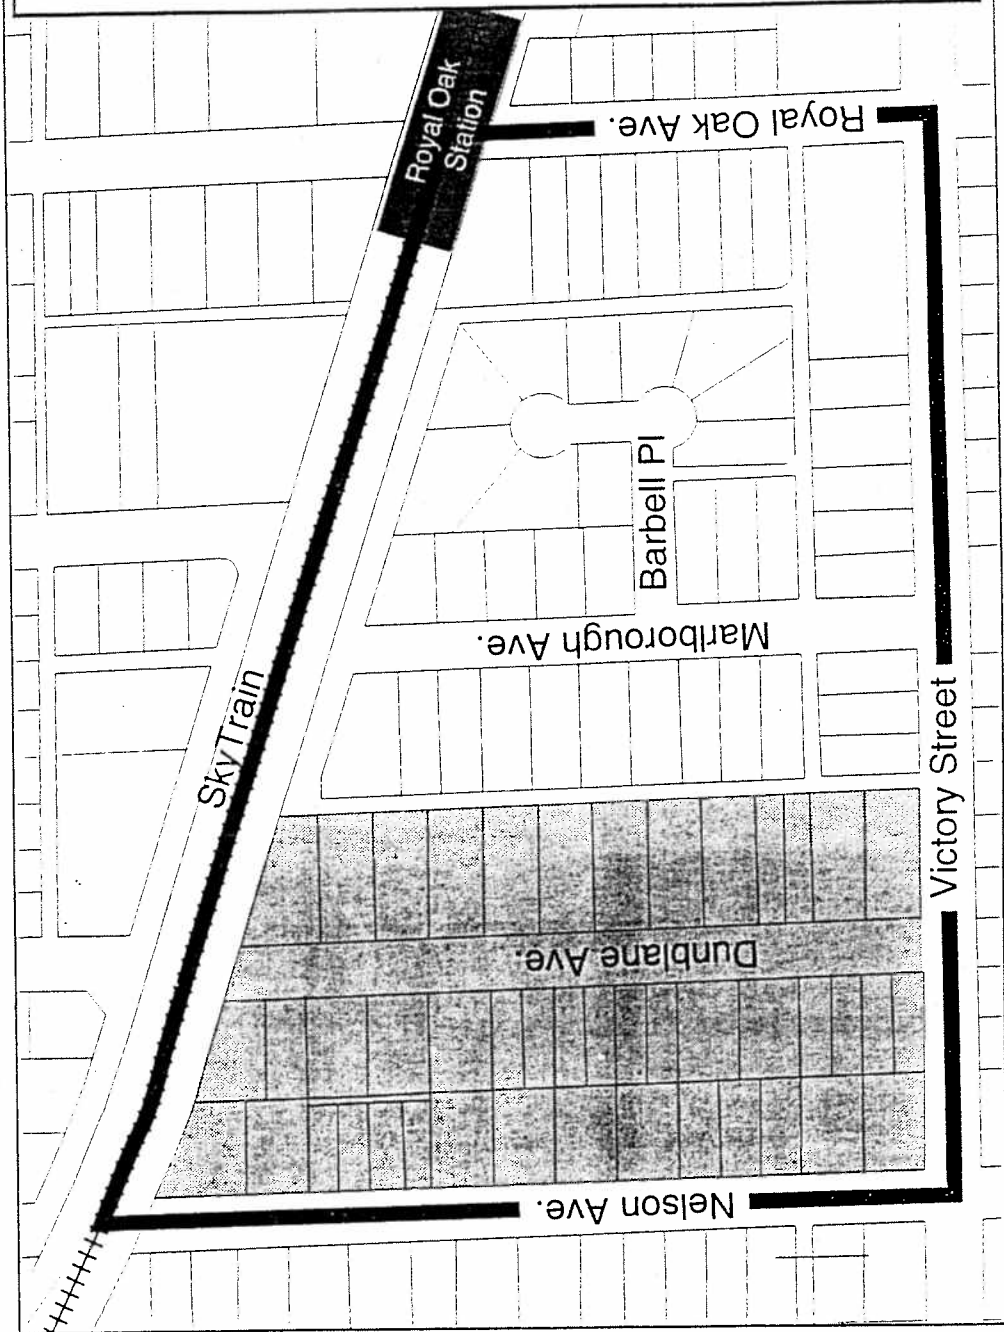 Royal Oak
Station
Royal Oak Ave.
SkyTrain
Barbell Pl
Marlborough Ave.
Victory Street
Dunblane Ave.
Nelson Ave.